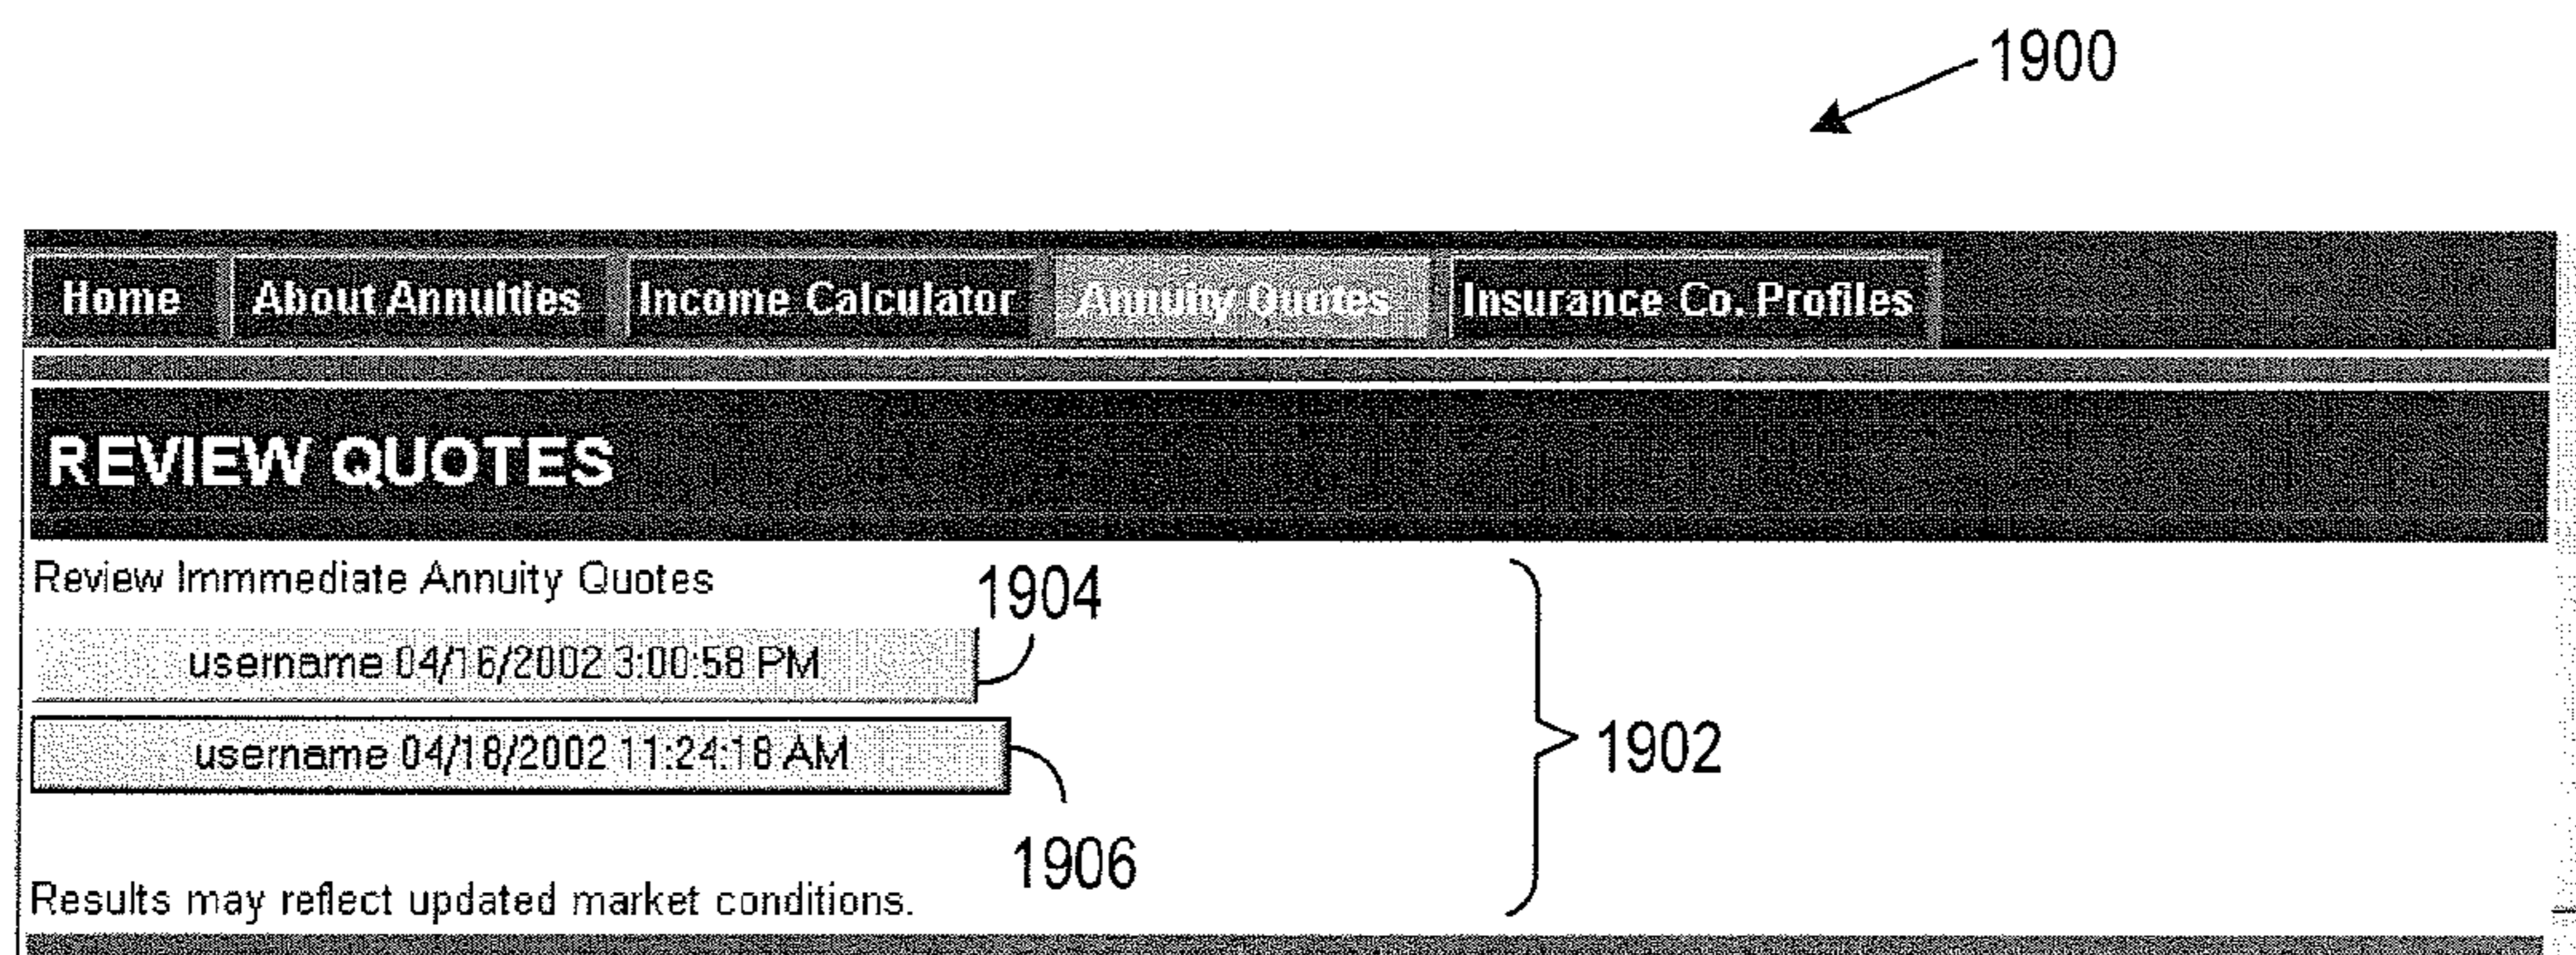 1900
Home About Annuities Income Calculator Annuity Quotes Insurance Co. Profiles
REVIEW QUOTES
Review Immmediate Annuity Quotes
1904
username 04/16/2002 3:00:58 PM
username 04/18/2002 11:24:18 AM
1902
1906
Results may reflect updated market conditions.